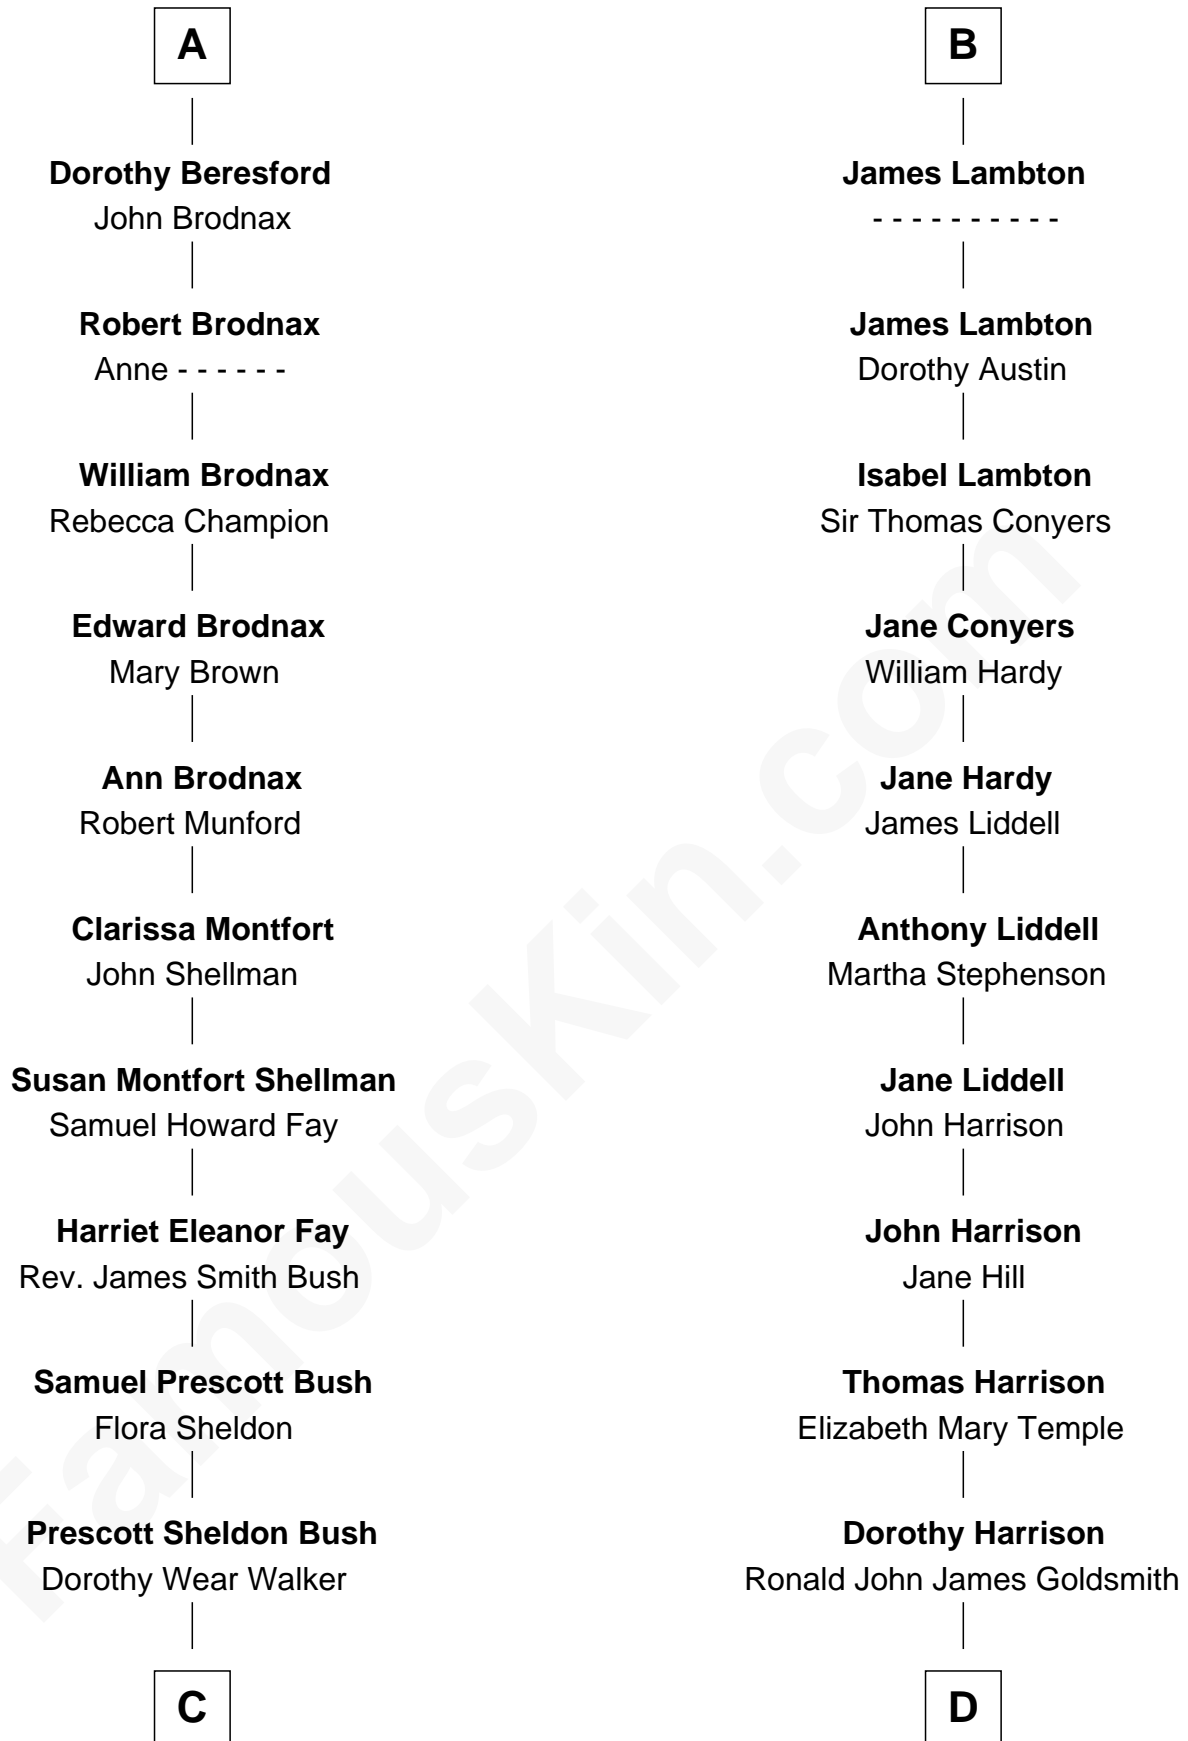 A
Dorothy Beresford
John Brodnax
Robert Brodnax
Anne - - - - - -
William Brodnax
Rebecca Champion
Edward Brodnax
Mary Brown
Ann Brodnax
Robert Munford
Clarissa Montfort
John Shellman
Susan Montfort Shellman
Samuel Howard Fay
Harriet Eleanor Fay
Rev. James Smith Bush
Samuel Prescott Bush
Flora Sheldon
Prescott Sheldon Bush
Dorothy Wear Walker
C
B
James Lambton
- - - - - - - - - -
James Lambton
Dorothy Austin
Isabel Lambton
Sir Thomas Conyers
Jane Conyers
William Hardy
Jane Hardy
James Liddell
Anthony Liddell
Martha Stephenson
Jane Liddell
John Harrison
John Harrison
Jane Hill
Thomas Harrison
Elizabeth Mary Temple
Dorothy Harrison
Ronald John James Goldsmith
D
FamousKin.com